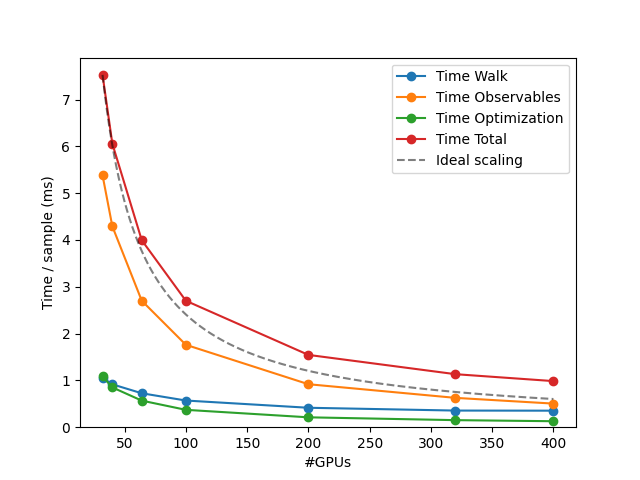 Time Walk
Time Observables
Time Optimization
Time Total
Ideal scaling
Time / sample (ms)
7
6
5
4
3
2
1
0
50 100 150 200 250 300 350 400
#GPUs